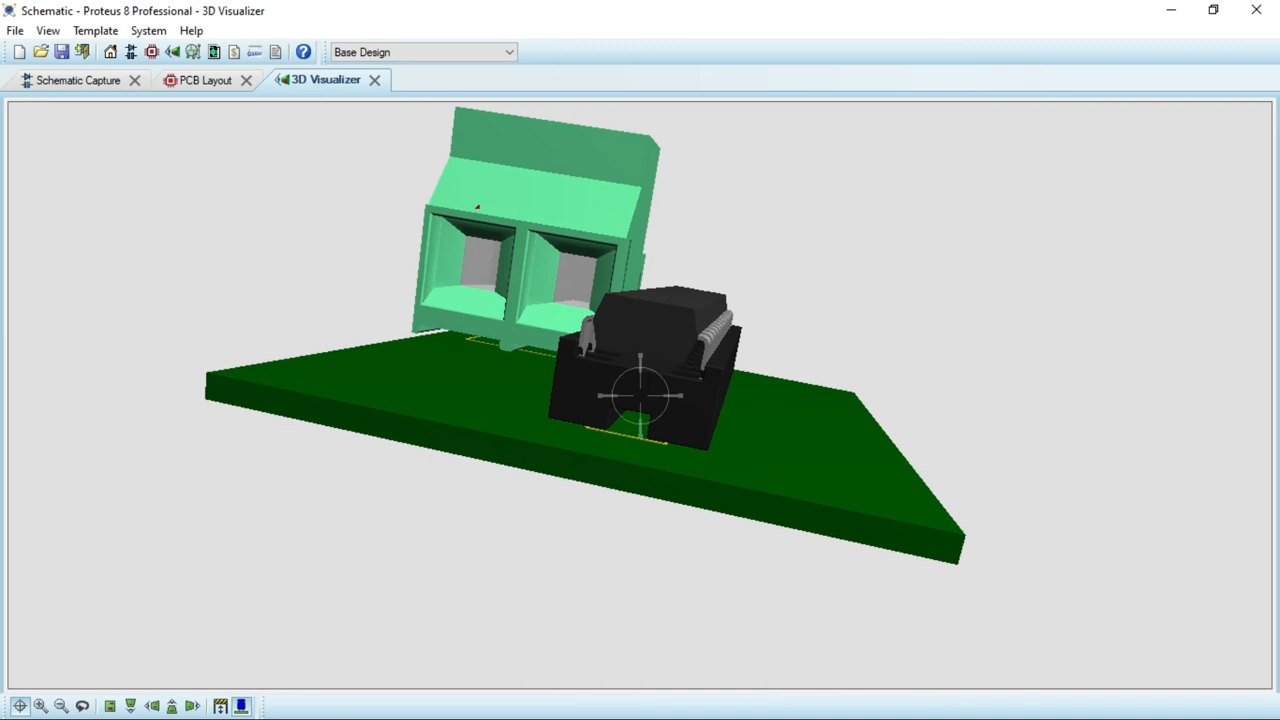 Schematic - Proteus 8 Professional - 3D Visualizer
File View Template System Help
Base Design
Schematic Capture PCB Layout 3D Visualizer